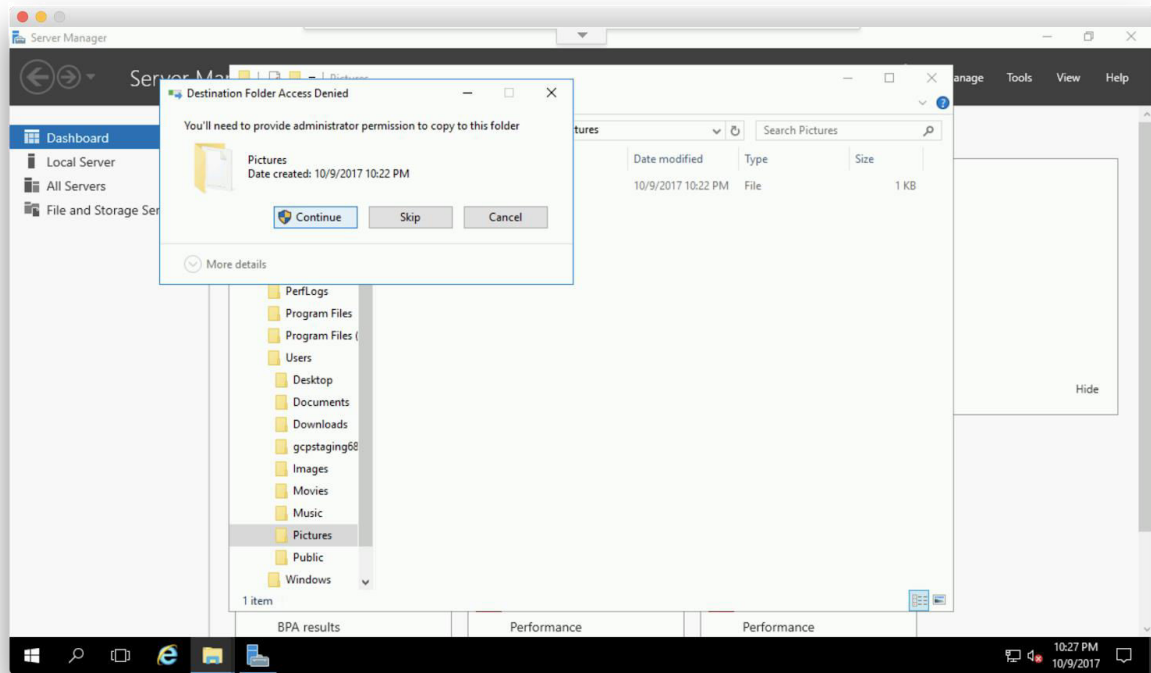 Server Manager
Server Ma
Pictures
anage
Tools
View
Help
Destination Folder Access Denied
You'll need to provide administrator permission to copy to this folder
Pictures
Date created: 10/9/2017 10:22 PM
Continue
Skip
Cancel
More details
tures
Search Pictures
Date modified
Type
Size
10/9/2017 10:22 PM
File
1 KB
Dashboard
Local Server
All Servers
File and Storage Ser
PerfLogs
Program Files
Program Files (
Users
Desktop
Documents
Downloads
gcpstaging68
Images
Movies
Music
Pictures
Public
Windows
1 item
Hide
BPA results
Performance
Performance
10:27 PM
10/9/2017